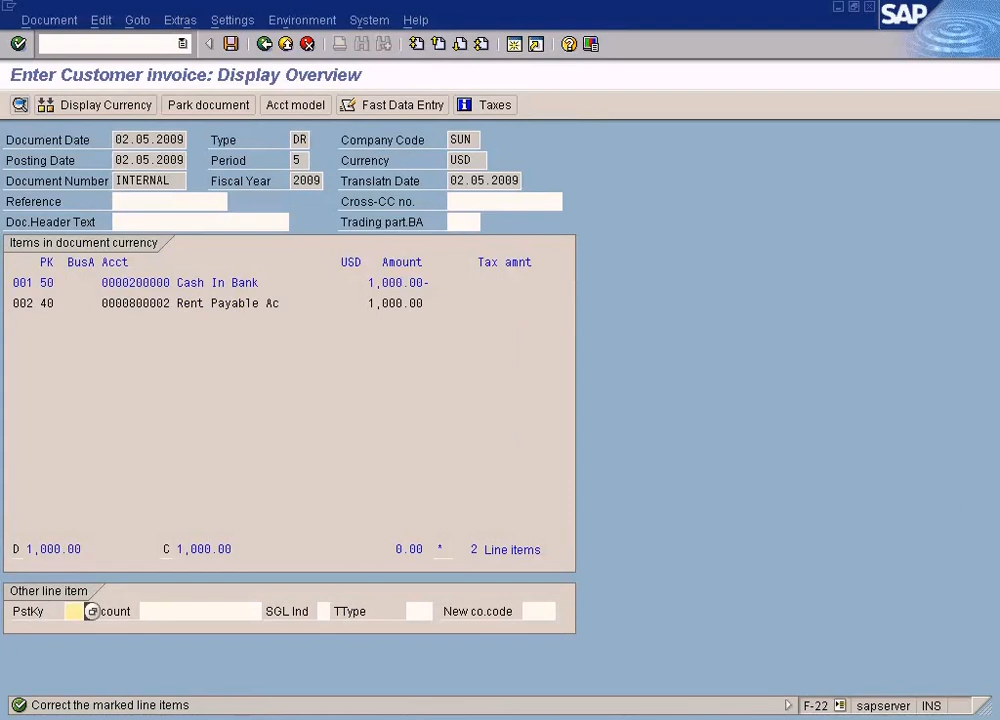 Document Edit Goto Extras Settings Environment System Help
SAP
Enter Customer invoice: Display Overview
Display Currency Park document Acct model Fast Data Entry Taxes
Document Date 02.05.2009 Type DR Company Code SUN
Posting Date 02.05.2009 Period 5 Currency USD
Document Number INTERNAL Fiscal Year 2009 Translatn Date 02.05.2009
Reference Cross-CC no.
Doc.Header Text Trading part.BA
Items in document currency
PK BusA Acct USD Amount Tax amnt
001 50 0000200000 Cash In Bank 1,000.00-
002 40 0000800002 Rent Payable Ac 1,000.00
D 1,000.00 C 1,000.00 0.00 * 2 Line items
Other line item
PstKy count SGL Ind TType New co.code
Correct the marked line items F-22 sapserver INS